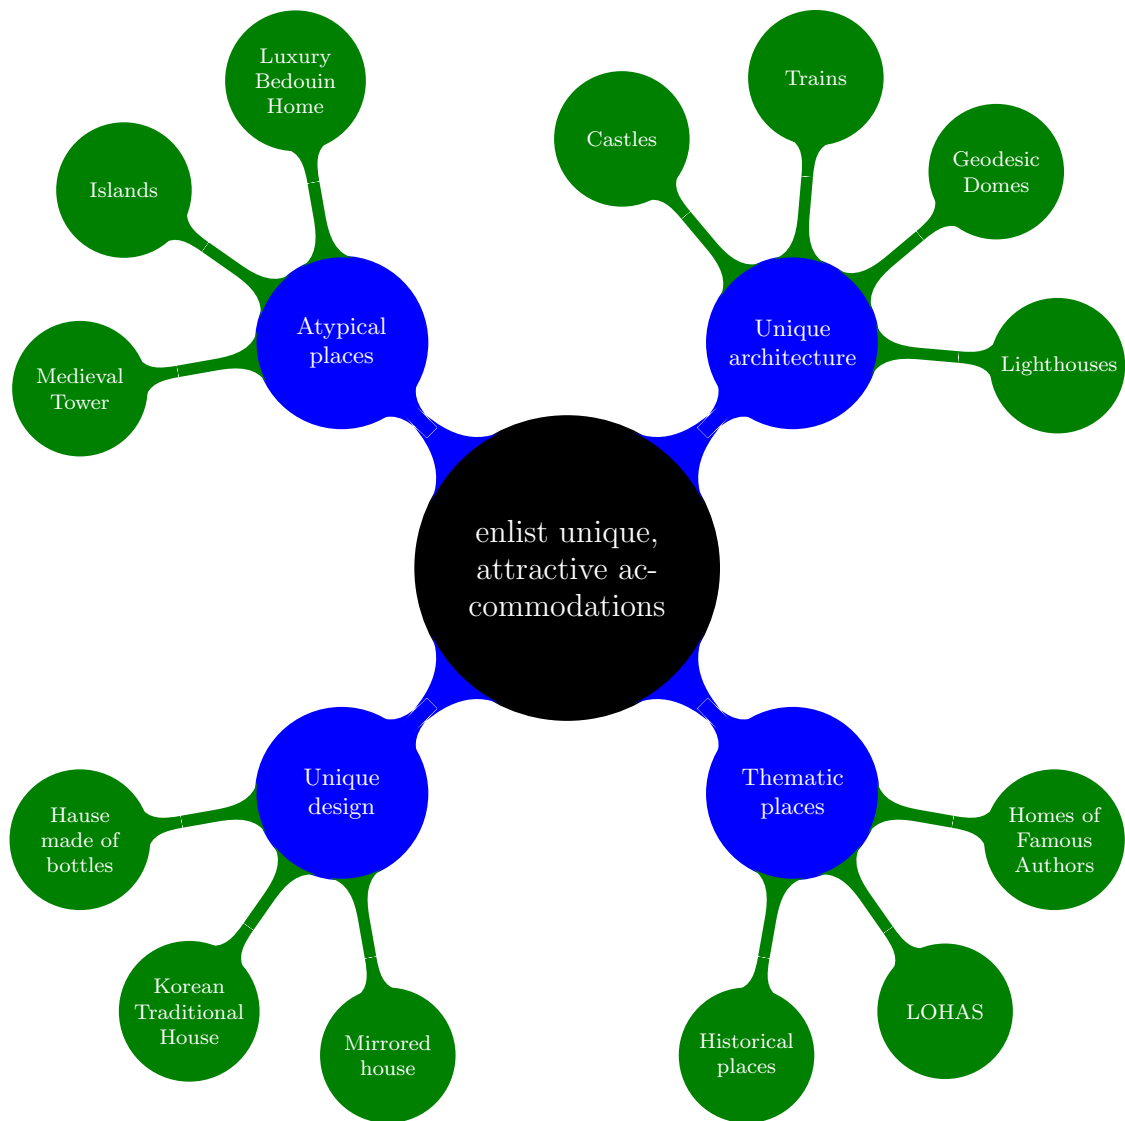 Luxury
Bedouin
Home
Islands
Medieval
Tower
Atypical
places
Castles
Trains
Geodesic
Domes
Lighthouses
Unique
architecture
enlist unique,
attractive ac-
commodations
Unique
design
Hause
made of
bottles
Korean
Traditional
House
Mirrored
house
Thematic
places
Homes of
Famous
Authors
LOHAS
Historical
places